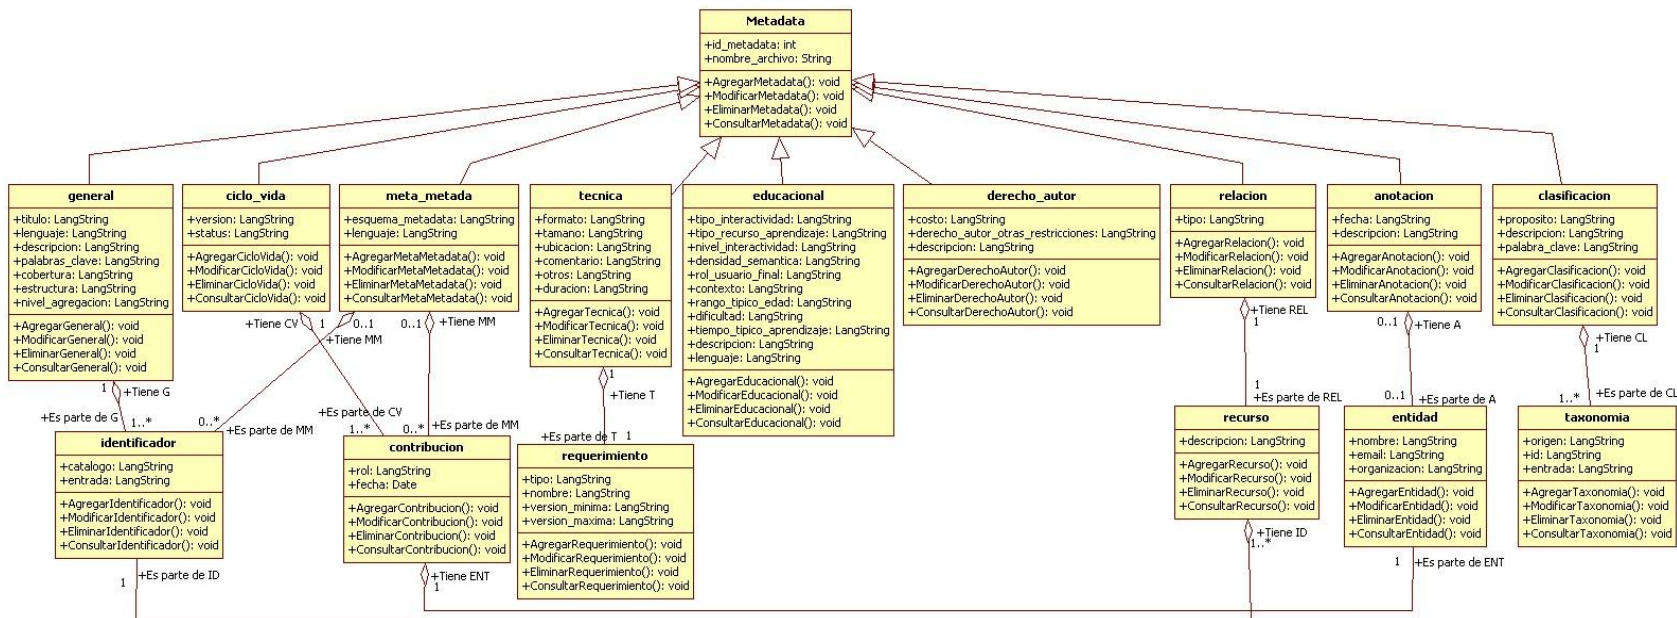 Metadata
+id_metadata: int
+nombre_archivo: String
+AgregarMetadata(): void
+ModificarMetadata(): void
+EliminarMetadata(): void
+ConsultarMetadata(): void
general
+titulo: LangString
+lenguaje: LangString
+descripcion: LangString
+palabras_clave: LangString
+cobertura: LangString
+estructura: LangString
+nivel_agregacion: LangString
+AgregarGeneral(): void
+ModificarGeneral(): void
+EliminarGeneral(): void
+ConsultarGeneral(): void
ciclo_vida
+version: LangString
+status: LangString
+AgregarCicloVida(): void
+ModificarCicloVida(): void
+EliminarCicloVida(): void
+ConsultarCicloVida(): void
meta_metada
+esquema_metadata: LangString
+lenguaje: LangString
+AgregarMetaMetadata(): void
+ModificarMetaMetadata(): void
+EliminarMetaMetadata(): void
+ConsultarMetaMetadata(): void
tecnica
+formato: LangString
+tamano: LangString
+ubicacion: LangString
+comentario: LangString
+otros: LangString
+duracion: LangString
+AgregarTecnica(): void
+ModificarTecnica(): void
+EliminarTecnica(): void
+ConsultarTecnica(): void
educacional
+tipo_interactividad: LangString
+tipo_recurso_aprendizaje: LangString
+nivel_interactividad: LangString
+densidad_semantica: LangString
+rol_usuario_final: LangString
+contexto: LangString
+rango_tipico_edad: LangString
+dificultad: LangString
+tiempo_tipico_aprendizaje: LangString
+descripcion: LangString
+lenguaje: LangString
+AgregarEducacional(): void
+ModificarEducacional(): void
+EliminarEducacional(): void
+ConsultarEducacional(): void
derecho_autor
+costo: LangString
+derecho_autor_otras_restricciones: LangString
+descripcion: LangString
+AgregarDerechoAutor(): void
+ModificarDerechoAutor(): void
+EliminarDerechoAutor(): void
+ConsultarDerechoAutor(): void
relacion
+tipo: LangString
+AgregarRelacion(): void
+ModificarRelacion(): void
+EliminarRelacion(): void
+ConsultarRelacion(): void
anotacion
+fecha: LangString
+descripcion: LangString
+AgregarAnotacion(): void
+ModificarAnotacion(): void
+EliminarAnotacion(): void
+ConsultarAnotacion(): void
clasificacion
+proposito: LangString
+descripcion: LangString
+palabra_clave: LangString
+AgregarClasificacion(): void
+ModificarClasificacion(): void
+EliminarClasificacion(): void
+ConsultarClasificacion(): void
1 +Tiene G
+Es parte de G 1..*
+Tiene CV 1
+Es parte de CV
1..*
0..1
+Tiene MM
0..*
+Es parte de MM
0..1 +Tiene MM
0..* +Es parte de MM
1
+Tiene T
+Es parte de T 1
+Tiene REL
1
1
+Es parte de REL
0..1 +Tiene A
0..1 +Es parte de A
+Tiene CL
1
+Es parte de CL
1..*
identificador
+catalogo: LangString
+entrada: LangString
+AgregarIdentificador(): void
+ModificarIdentificador(): void
+EliminarIdentificador(): void
+ConsultarIdentificador(): void
contribucion
+rol: LangString
+fecha: Date
+AgregarContribucion(): void
+ModificarContribucion(): void
+EliminarContribucion(): void
+ConsultarContribucion(): void
requerimiento
+tipo: LangString
+nombre: LangString
+version_minima: LangString
+version_maxima: LangString
+AgregarRequerimiento(): void
+ModificarRequerimiento(): void
+EliminarRequerimiento(): void
+ConsultarRequerimiento(): void
recurso
+descripcion: LangString
+AgregarRecurso(): void
+ModificarRecurso(): void
+EliminarRecurso(): void
+ConsultarRecurso(): void
entidad
+nombre: LangString
+email: LangString
+organizacion: LangString
+AgregarEntidad(): void
+ModificarEntidad(): void
+EliminarEntidad(): void
+ConsultarEntidad(): void
taxonomia
+origen: LangString
+id: LangString
+entrada: LangString
+AgregarTaxonomia(): void
+ModificarTaxonomia(): void
+EliminarTaxonomia(): void
+ConsultarTaxonomia(): void
1 +Es parte de ID
+Tiene ENT
1
+Tiene ID
1..*
1 +Es parte de ENT